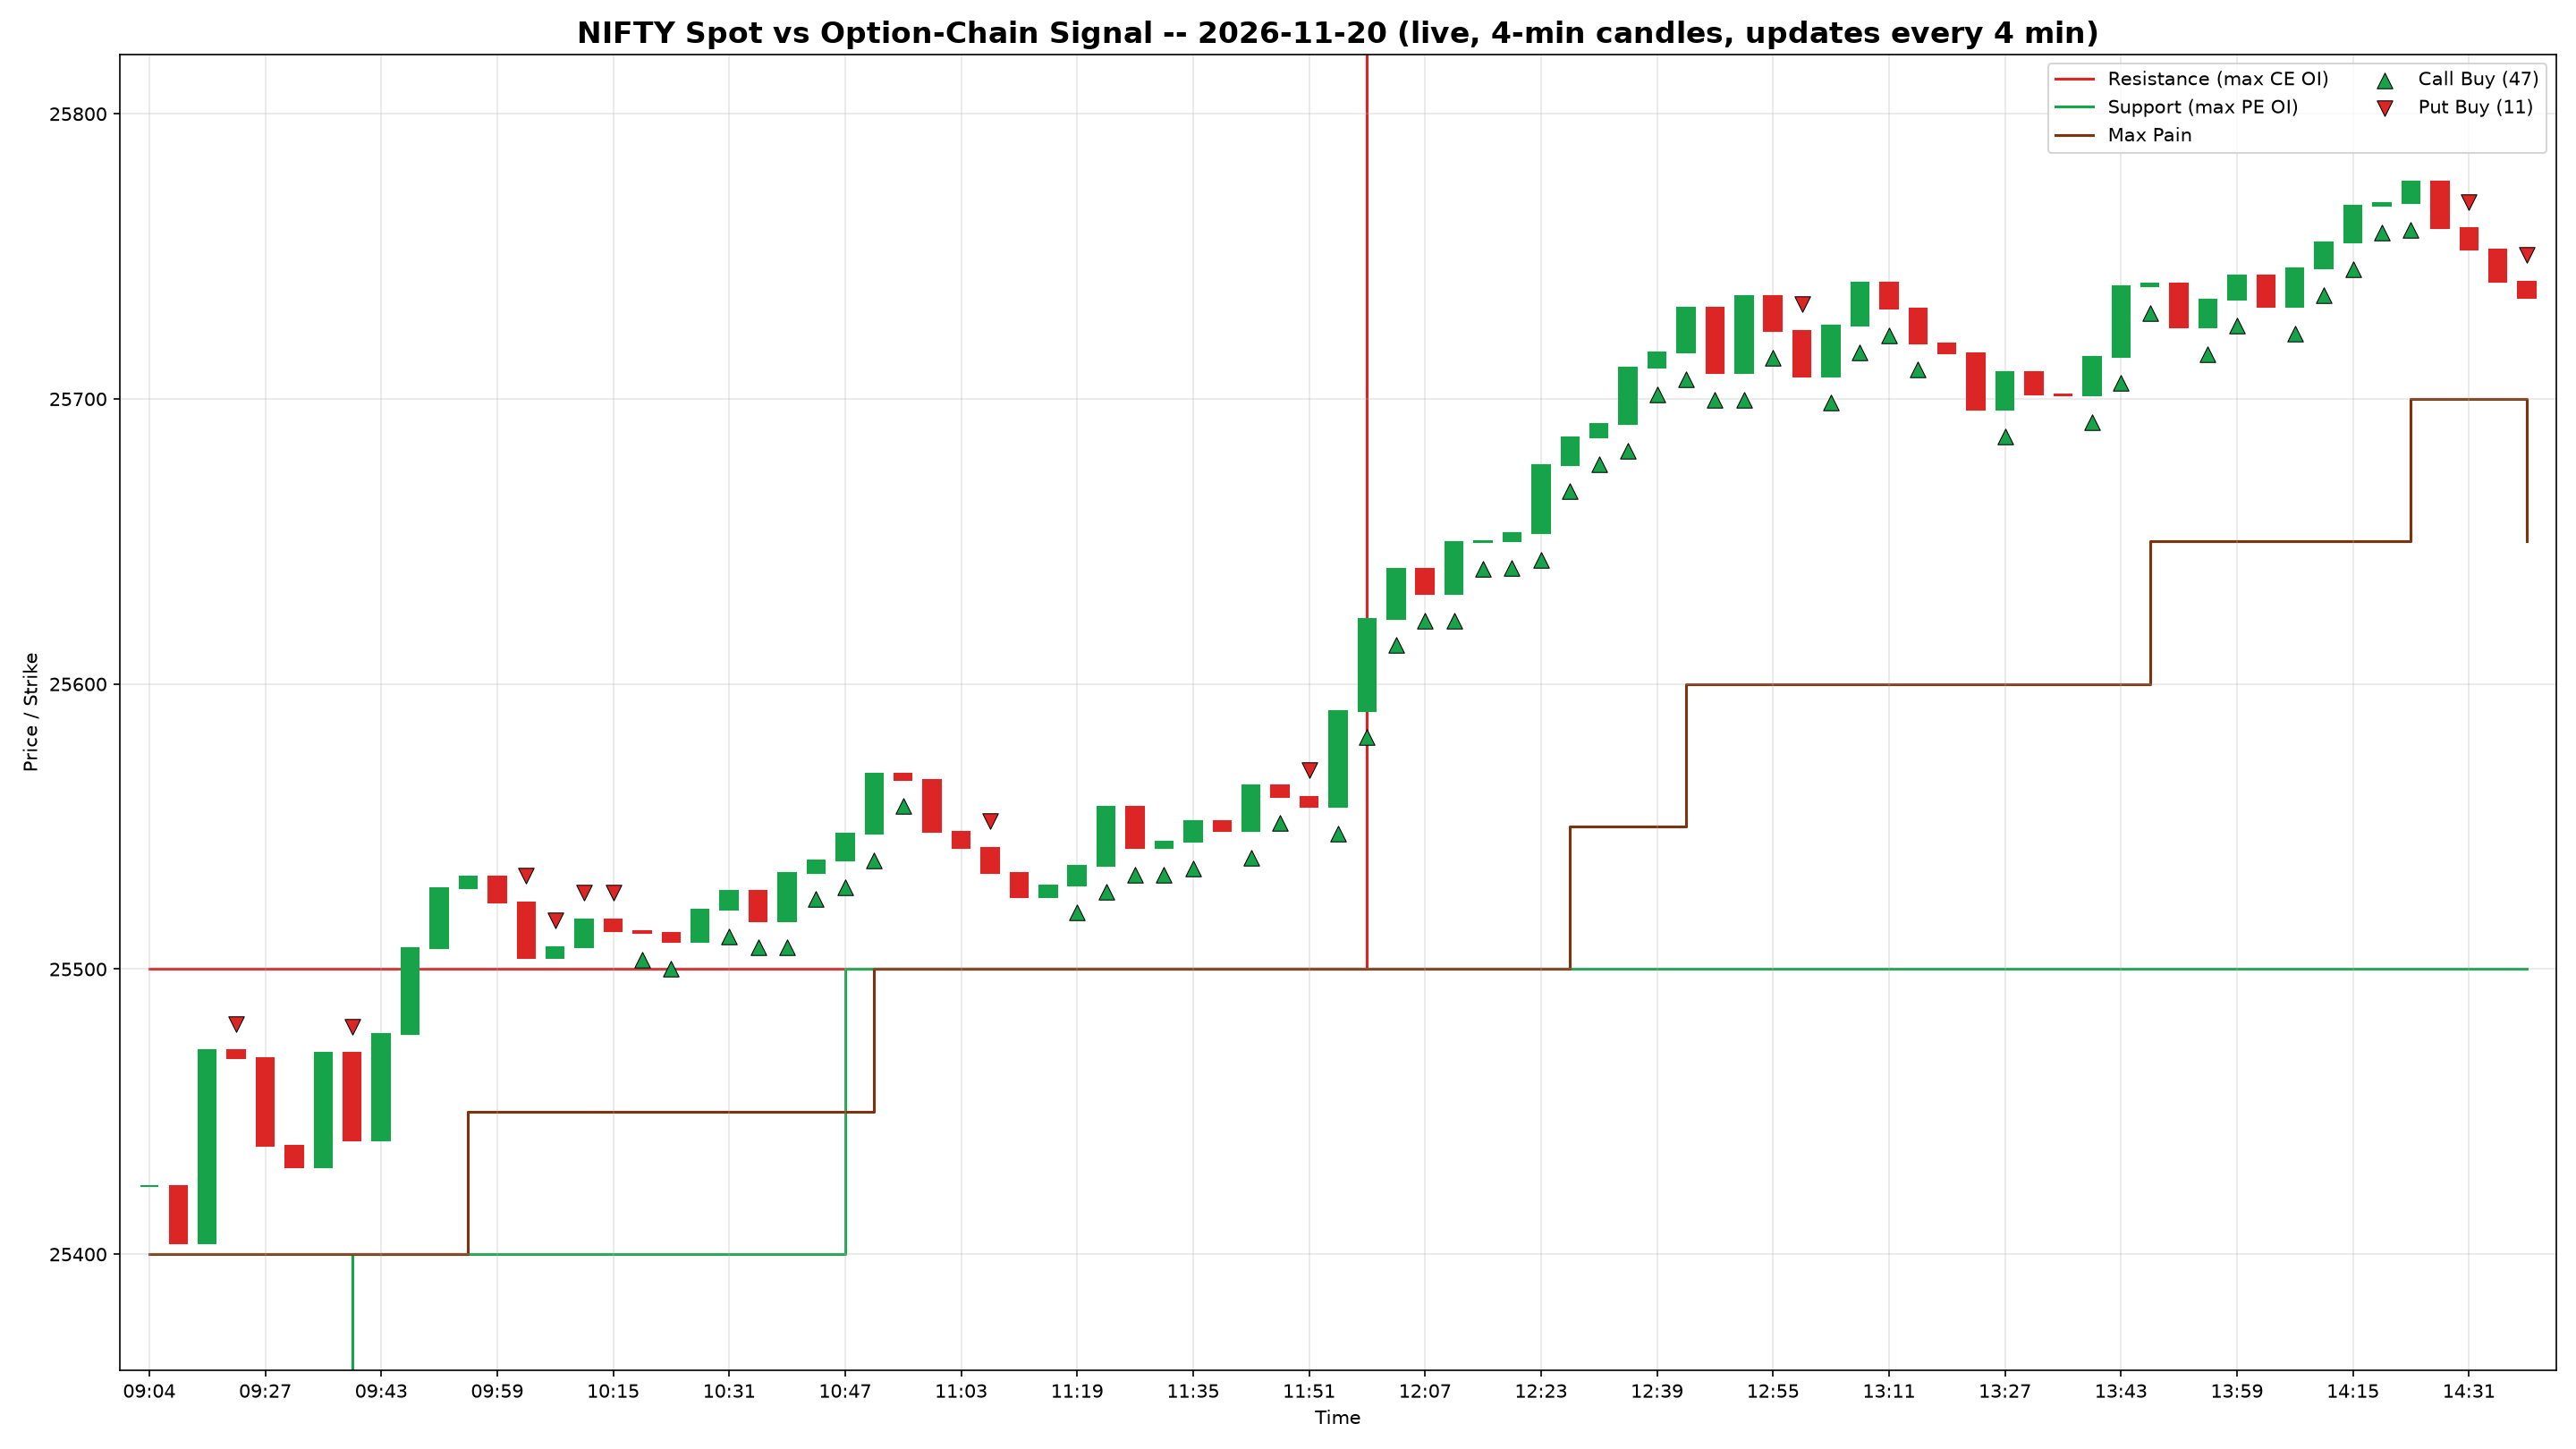 NIFTY Spot vs Option-Chain Signal -- 2026-11-20 (live, 4-min candles, updates every 4 min)
Resistance (max CE OI)
Support (max PE OI)
Max Pain
Call Buy (47)
Put Buy (11)
Price / Strike
25800
25700
25600
25500
25400
09:04 09:27 09:43 09:59 10:15 10:31 10:47 11:03 11:19 11:35 11:51 12:07 12:23 12:39 12:55 13:11 13:27 13:43 13:59 14:15 14:31
Time